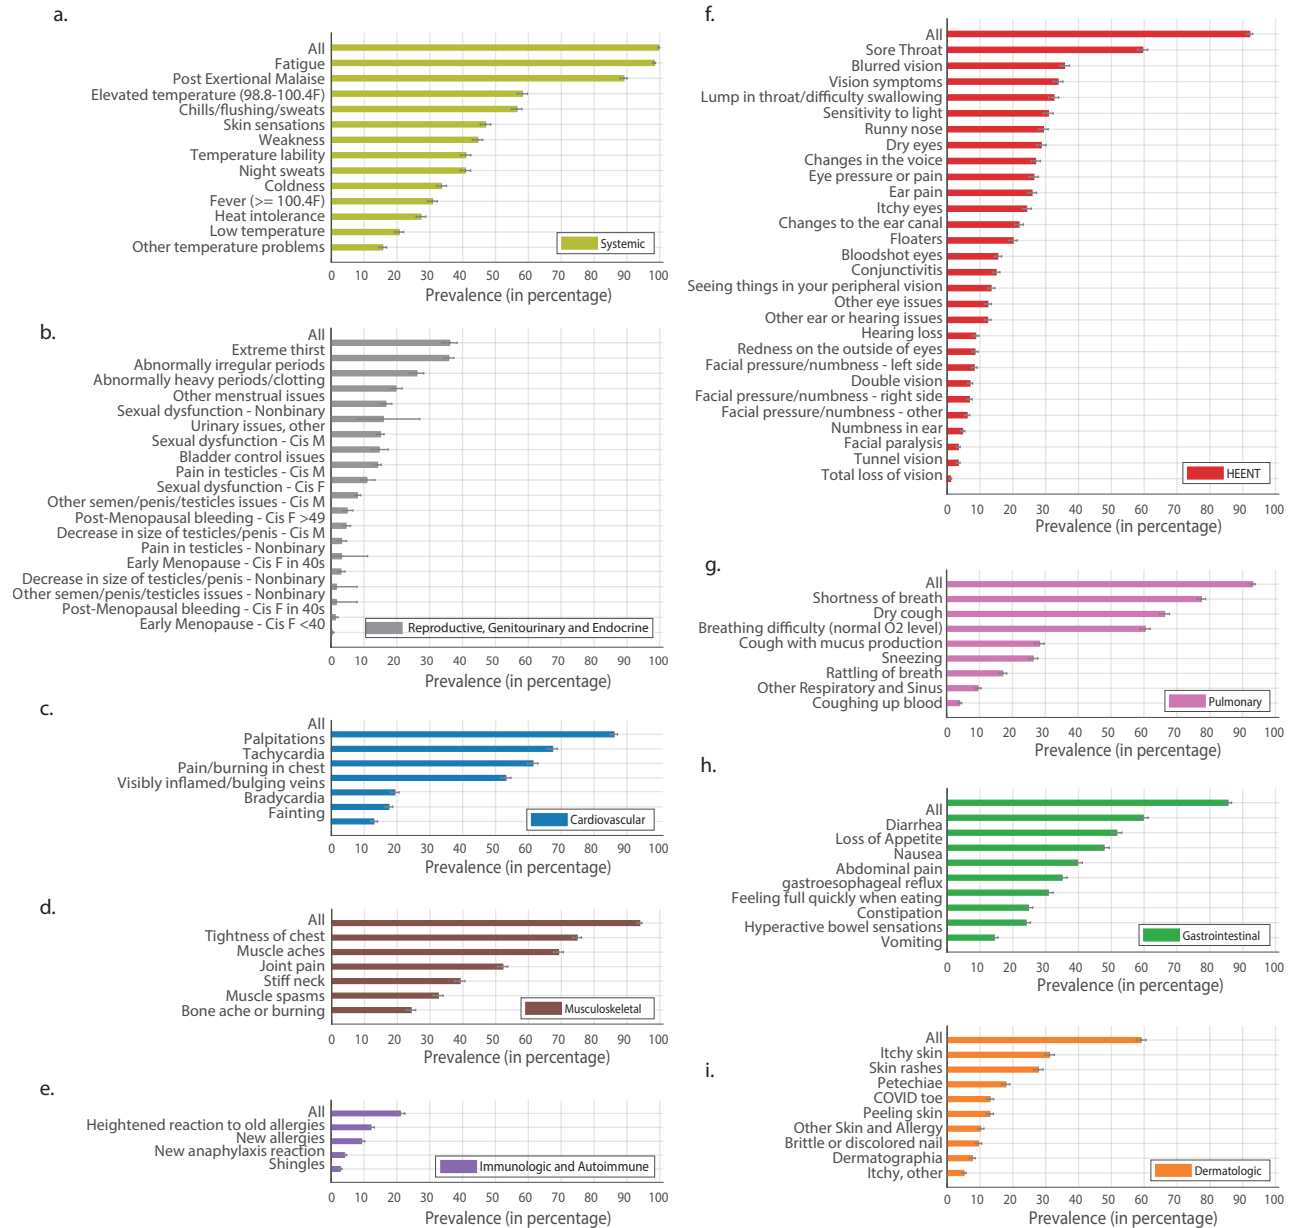 a.
All
Fatigue
Post Exertional Malaise
Elevated temperature (98.8-100.4F)
Chills/flushing/sweats
Skin sensations
Weakness
Temperature lability
Night sweats
Coldness
Fever (>= 100.4F)
Heat intolerance
Low temperature
Other temperature problems
Systemic
0 10 20 30 40 50 60 70 80 90 100
Prevalence (in percentage)
b.
All
Extreme thirst
Abnormally irregular periods
Abnormally heavy periods/clotting
Other menstrual issues
Sexual dysfunction - Nonbinary
Urinary issues, other
Sexual dysfunction - Cis M
Bladder control issues
Pain in testicles - Cis M
Sexual dysfunction - Cis F
Other semen/penis/testicles issues - Cis M
Post-Menopausal bleeding - Cis F >49
Decrease in size of testicles/penis - Cis M
Pain in testicles - Nonbinary
Early Menopause - Cis F in 40s
Decrease in size of testicles/penis - Nonbinary
Other semen/penis/testicles issues - Nonbinary
Post-Menopausal bleeding - Cis F in 40s
Early Menopause - Cis F <40
Reproductive, Genitourinary and Endocrine
0 10 20 30 40 50 60 70 80 90 100
Prevalence (in percentage)
c.
All
Palpitations
Tachycardia
Pain/burning in chest
Visibly inflamed/bulging veins
Bradycardia
Fainting
Cardiovascular
0 10 20 30 40 50 60 70 80 90 100
Prevalence (in percentage)
d.
All
Tightness of chest
Muscle aches
Joint pain
Stiff neck
Muscle spasms
Bone ache or burning
Musculoskeletal
0 10 20 30 40 50 60 70 80 90 100
Prevalence (in percentage)
e.
All
Heightened reaction to old allergies
New allergies
New anaphylaxis reaction
Shingles
Immunologic and Autoimmune
0 10 20 30 40 50 60 70 80 90 100
Prevalence (in percentage)
f.
All
Sore Throat
Blurred vision
Vision symptoms
Lump in throat/difficulty swallowing
Sensitivity to light
Runny nose
Dry eyes
Changes in the voice
Eye pressure or pain
Ear pain
Itchy eyes
Changes to the ear canal
Floaters
Bloodshot eyes
Conjunctivitis
Seeing things in your peripheral vision
Other eye issues
Other ear or hearing issues
Hearing loss
Redness on the outside of eyes
Facial pressure/numbness - left side
Double vision
Facial pressure/numbness - right side
Facial pressure/numbness - other
Numbness in ear
Facial paralysis
Tunnel vision
Total loss of vision
HEENT
0 10 20 30 40 50 60 70 80 90 100
Prevalence (in percentage)
g.
All
Shortness of breath
Dry cough
Breathing difficulty (normal O2 level)
Cough with mucus production
Sneezing
Rattling of breath
Other Respiratory and Sinus
Coughing up blood
Pulmonary
0 10 20 30 40 50 60 70 80 90 100
Prevalence (in percentage)
h.
All
Diarrhea
Loss of Appetite
Nausea
Abdominal pain
gastroesophageal reflux
Feeling full quickly when eating
Constipation
Hyperactive bowel sensations
Vomiting
Gastrointestinal
0 10 20 30 40 50 60 70 80 90 100
Prevalence (in percentage)
i.
All
Itchy skin
Skin rashes
Petechiae
COVID toe
Peeling skin
Other Skin and Allergy
Brittle or discolored nail
Dermatographia
Itchy, other
Dermatologic
0 10 20 30 40 50 60 70 80 90 100
Prevalence (in percentage)